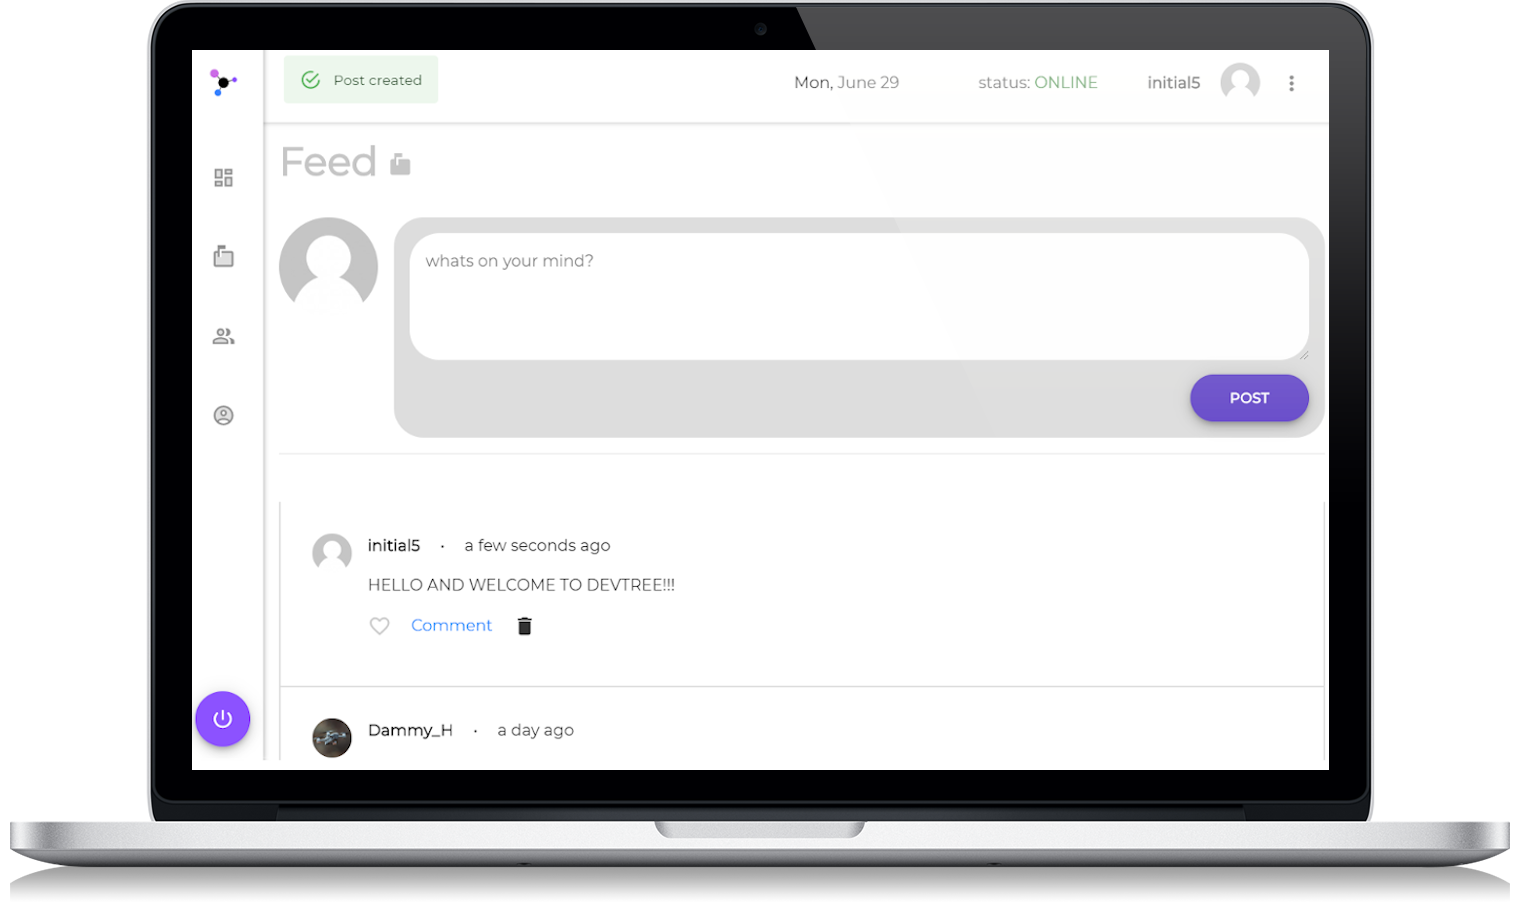 Post created
Mon, June 29
status: ONLINE
initial5
Feed
whats on your mind?
POST
initial5 · a few seconds ago
HELLO AND WELCOME TO DEVTREE!!!
Comment
Dammy_H · a day ago